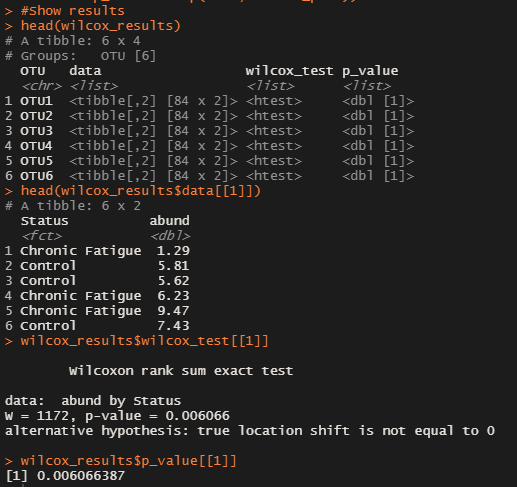 > #Show results
> head(wilcox_results)
# A tibble: 6 x 4
# Groups:   OTU [6]
  OTU   data                  wilcox_test p_value
  <chr> <list>                <list>      <list>
1 OTU1  <tibble[,2] [84 x 2]> <htest>     <dbl [1]>
2 OTU2  <tibble[,2] [84 x 2]> <htest>     <dbl [1]>
3 OTU3  <tibble[,2] [84 x 2]> <htest>     <dbl [1]>
4 OTU4  <tibble[,2] [84 x 2]> <htest>     <dbl [1]>
5 OTU5  <tibble[,2] [84 x 2]> <htest>     <dbl [1]>
6 OTU6  <tibble[,2] [84 x 2]> <htest>     <dbl [1]>
> head(wilcox_results$data[[1]])
# A tibble: 6 x 2
  Status          abund
  <fct>           <dbl>
1 Chronic Fatigue  1.29
2 Control          5.81
3 Control          5.62
4 Chronic Fatigue  6.23
5 Chronic Fatigue  9.47
6 Control          7.43
> wilcox_results$wilcox_test[[1]]
        Wilcoxon rank sum exact test
data:  abund by Status
W = 1172, p-value = 0.006066
alternative hypothesis: true location shift is not equal to 0
> wilcox_results$p_value[[1]]
[1] 0.006066387